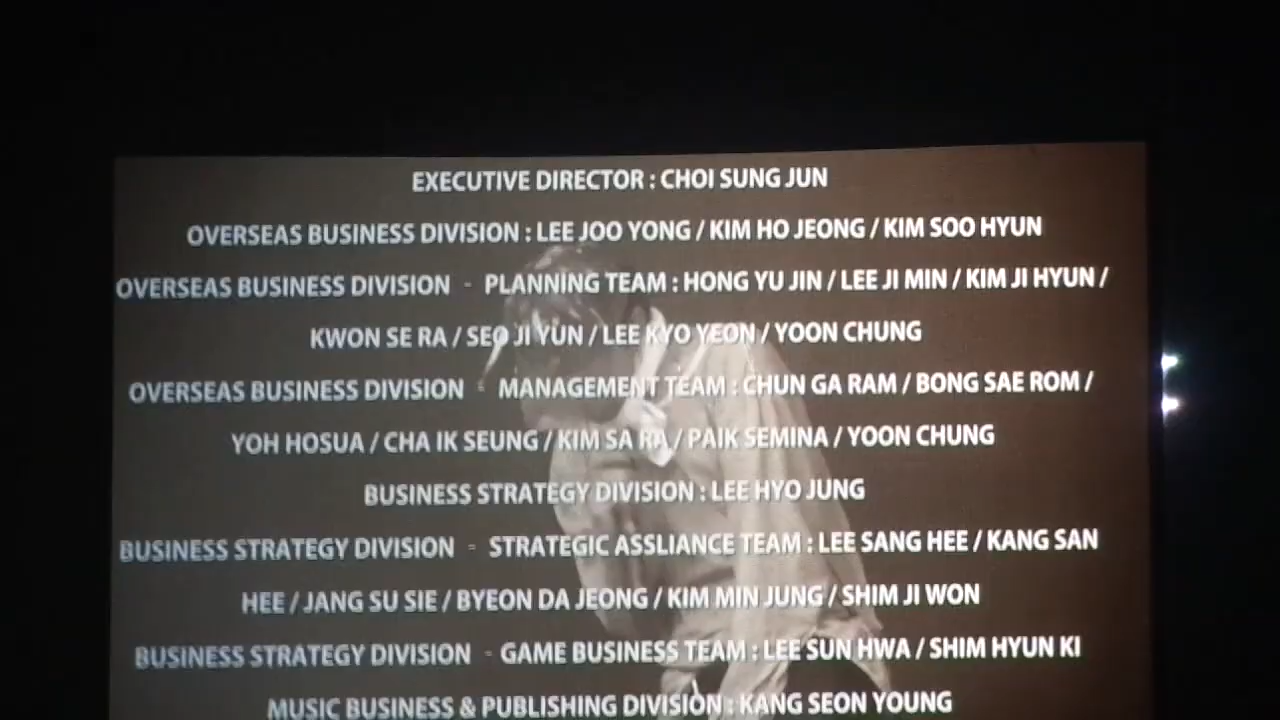 EXECUTIVE DIRECTOR : CHOI SUNG JUN
OVERSEAS BUSINESS DIVISION : LEE JOO YONG / KIM HO JEONG / KIM SOO HYUN
OVERSEAS BUSINESS DIVISION - PLANNING TEAM : HONG YU JIN / LEE JI MIN / KIM JI HYUN /
KWON SE RA / SEO JI YUN / LEE KYO YEON / YOON CHUNG
OVERSEAS BUSINESS DIVISION - MANAGEMENT TEAM : CHUN GA RAM / BONG SAE ROM /
YOH HOSUA / CHA IK SEUNG / KIM SA RA / PAIK SEMINA / YOON CHUNG
BUSINESS STRATEGY DIVISION : LEE HYO JUNG
BUSINESS STRATEGY DIVISION - STRATEGIC ASSLIANCE TEAM : LEE SANG HEE / KANG SAN
HEE / JANG SU SIE / BYEON DA JEONG / KIM MIN JUNG / SHIM JI WON
BUSINESS STRATEGY DIVISION - GAME BUSINESS TEAM : LEE SUN HWA / SHIM HYUN KI
MUSIC BUSINESS & PUBLISHING DIVISION : KANG SEON YOUNG